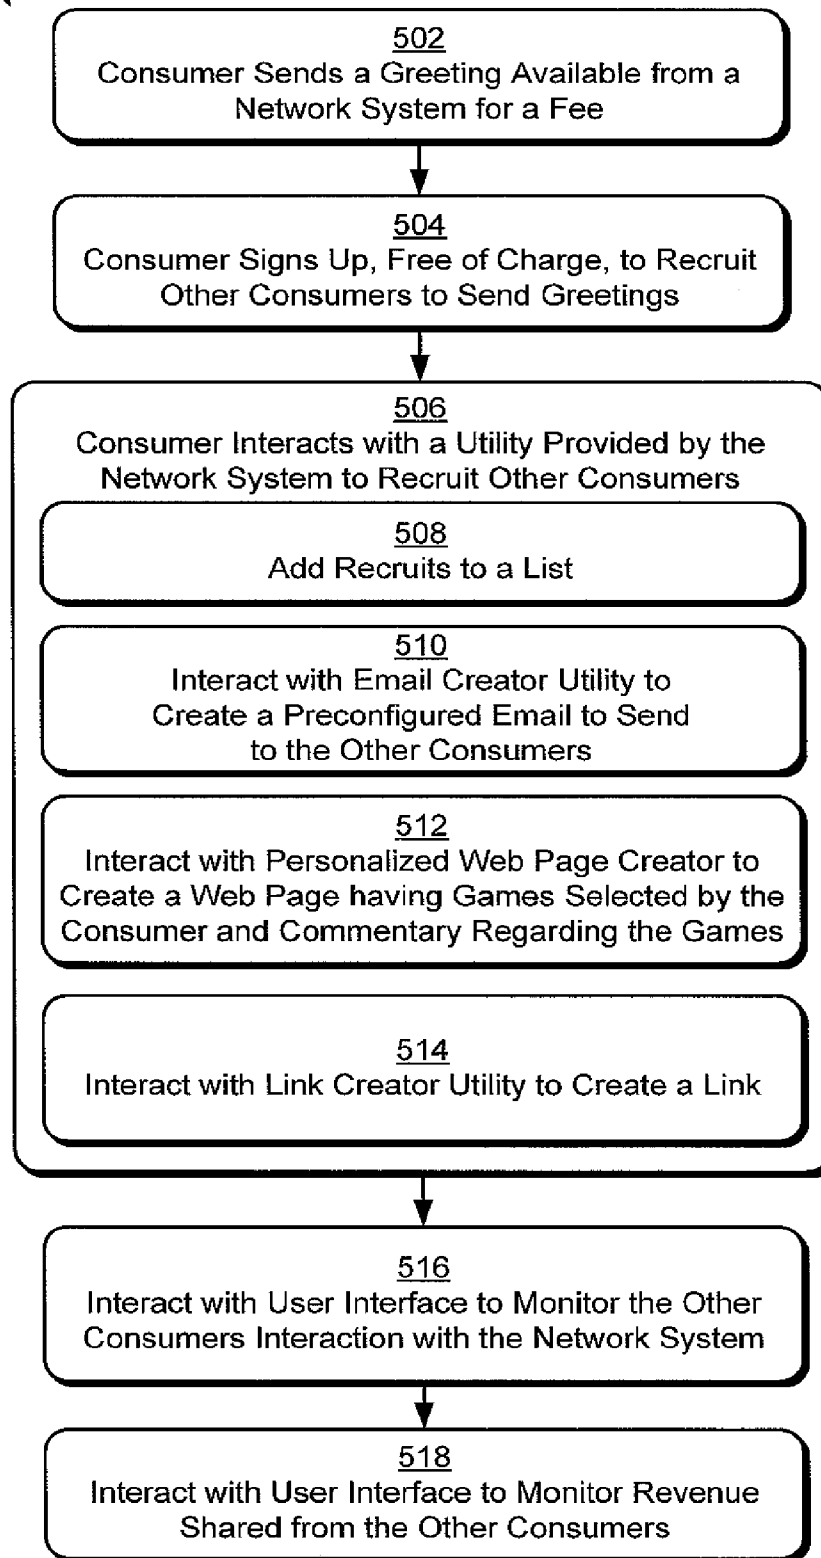 502
Consumer Sends a Greeting Available from a
Network System for a Fee
504
Consumer Signs Up, Free of Charge, to Recruit
Other Consumers to Send Greetings
506
Consumer Interacts with a Utility Provided by the
Network System to Recruit Other Consumers
508
Add Recruits to a List
510
Interact with Email Creator Utility to
Create a Preconfigured Email to Send
to the Other Consumers
512
Interact with Personalized Web Page Creator to
Create a Web Page having Games Selected by the
Consumer and Commentary Regarding the Games
514
Interact with Link Creator Utility to Create a Link
516
Interact with User Interface to Monitor the Other
Consumers Interaction with the Network System
518
Interact with User Interface to Monitor Revenue
Shared from the Other Consumers